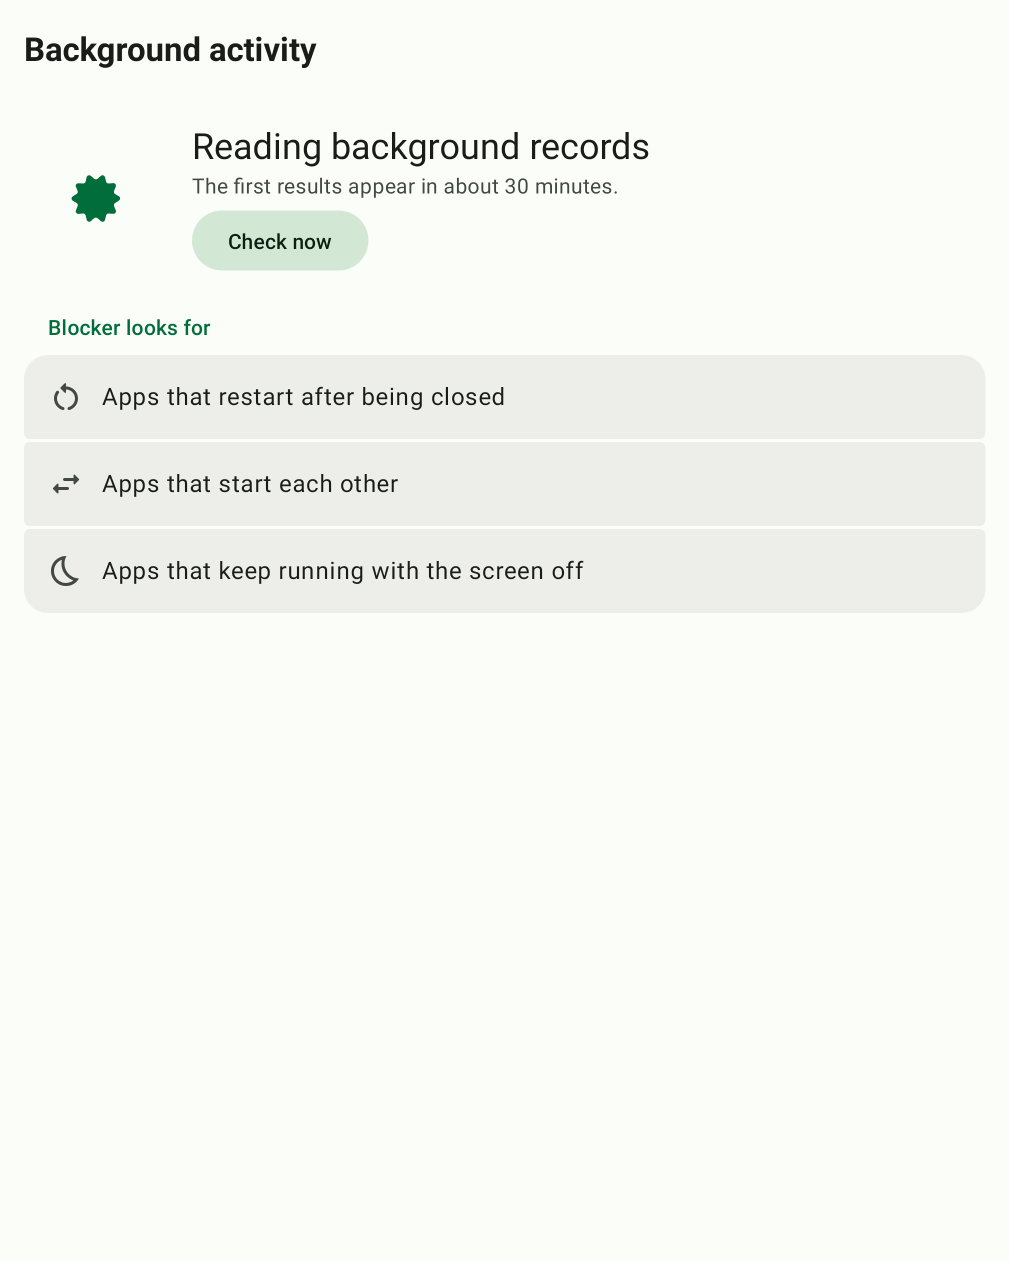 Background activity
Reading background records
The first results appear in about 30 minutes.
Check now
Blocker looks for
Apps that restart after being closed
Apps that start each other
Apps that keep running with the screen off